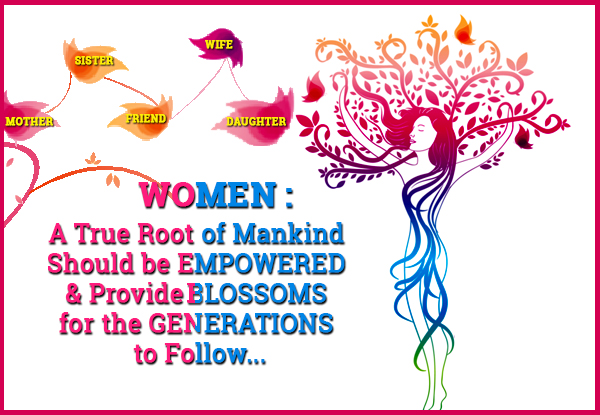 WIFE
SISTER
MOTHER
FRIEND
DAUGHTER
WOMEN :
A True Root of Mankind
Should be EMPOWERED
& Provide BLOSSOMS
for the GENERATIONS
to Follow...